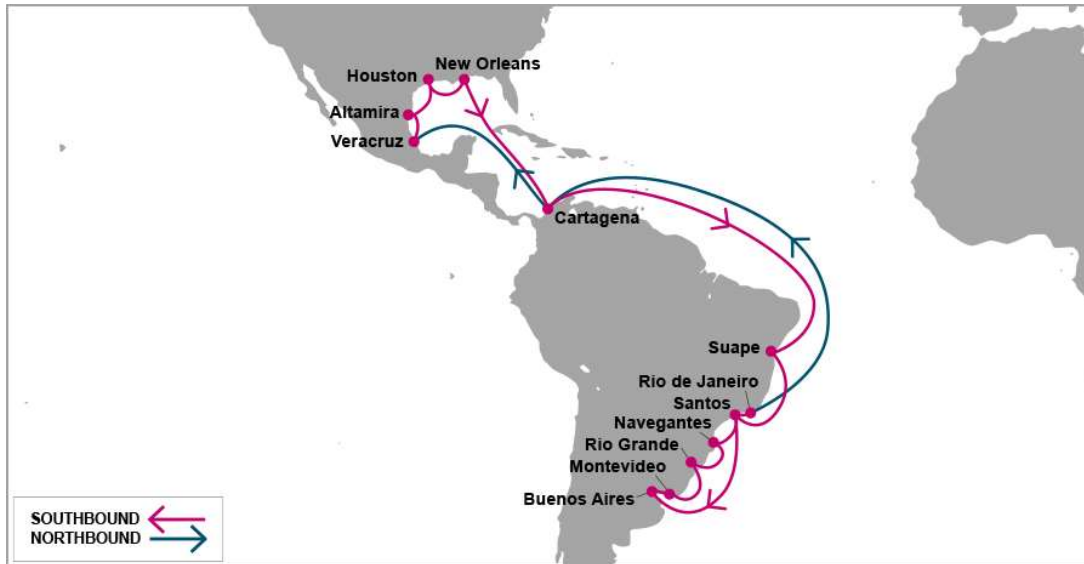 New Orleans
Houston
Altamira
Veracruz
Cartagena
Suape
Rio de Janeiro
Santos
Navegantes
Rio Grande
Montevideo
Buenos Aires
SOUTHBOUND
NORTHBOUND